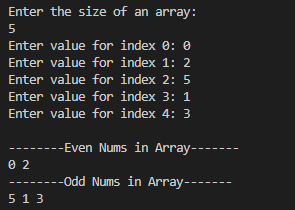 Enter the size of an array:
5
Enter value for index 0: 0
Enter value for index 1: 2
Enter value for index 2: 5
Enter value for index 3: 1
Enter value for index 4: 3
--------Even Nums in Array-------
0 2
--------Odd Nums in Array-------
5 1 3